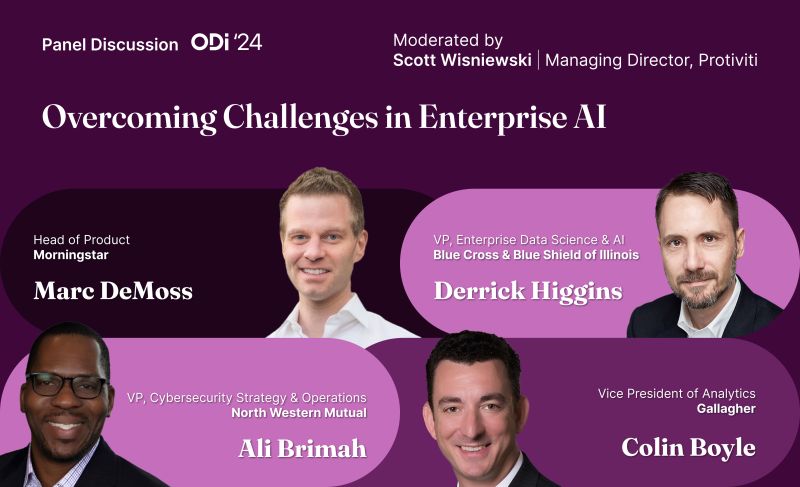 Panel Discussion ODi '24
Moderated by
Scott Wisniewski | Managing Director, Protiviti
Overcoming Challenges in Enterprise AI
Head of Product
Morningstar
Marc DeMoss
VP, Enterprise Data Science & AI
Blue Cross & Blue Shield of Illinois
Derrick Higgins
VP, Cybersecurity Strategy & Operations
North Western Mutual
Ali Brimah
Vice President of Analytics
Gallagher
Colin Boyle